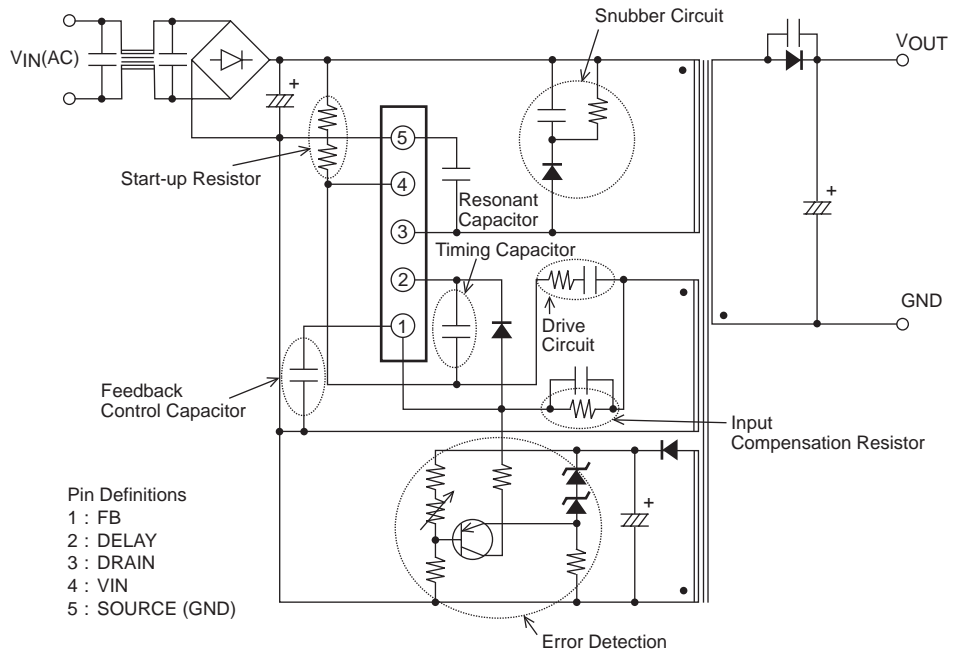 Snubber Circuit
VIN(AC)
VOUT
+
+
5
Start-up Resistor
4
Resonant
Capacitor
3
Timing Capacitor
2
GND
1
Drive
Circuit
Feedback
Control Capacitor
Input
Compensation Resistor
+
Pin Definitions
1 : FB
2 : DELAY
3 : DRAIN
4 : VIN
5 : SOURCE (GND)
Error Detection